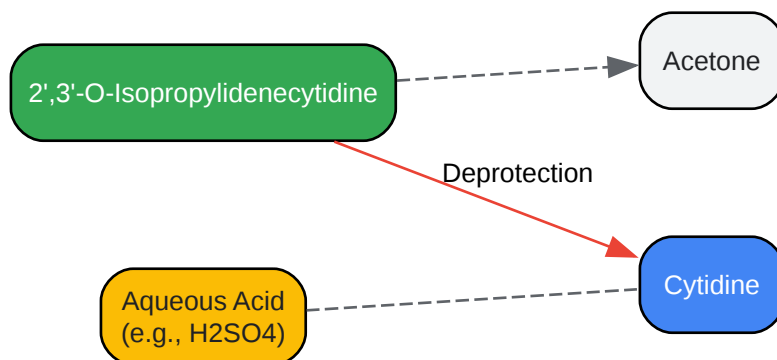 Acetone
2',3'-O-Isopropylidenecytidine
Deprotection
Cytidine
Aqueous Acid
(e.g., H2SO4)